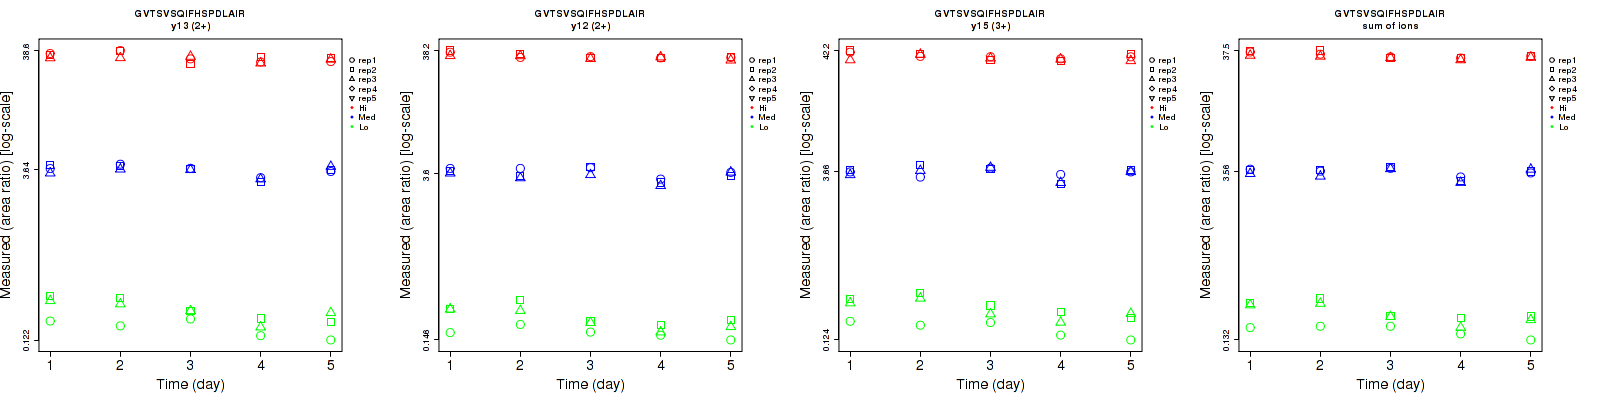 GVTSVSQIFHSPDLAIR
y13 (2+)
Measured (area ratio) [log-scale]
38.6
3.64
0.122
1 2 3 4 5
Time (day)
rep1
rep2
rep3
rep4
rep5
Hi
Med
Lo
GVTSVSQIFHSPDLAIR
y12 (2+)
Measured (area ratio) [log-scale]
38.2
3.6
0.146
1 2 3 4 5
Time (day)
rep1
rep2
rep3
rep4
rep5
Hi
Med
Lo
GVTSVSQIFHSPDLAIR
y15 (3+)
Measured (area ratio) [log-scale]
42.2
3.66
0.124
1 2 3 4 5
Time (day)
rep1
rep2
rep3
rep4
rep5
Hi
Med
Lo
GVTSVSQIFHSPDLAIR
sum of ions
Measured (area ratio) [log-scale]
37.5
3.56
0.132
1 2 3 4 5
Time (day)
rep1
rep2
rep3
rep4
rep5
Hi
Med
Lo